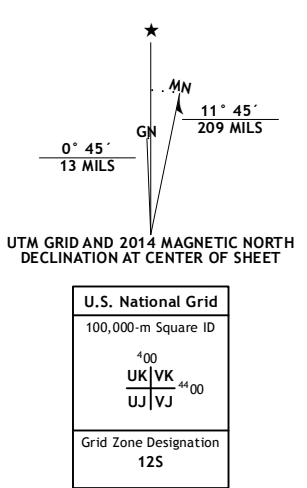 ★
MN
GN
11° 45´
209 MILS
0° 45´
13 MILS
UTM GRID AND 2014 MAGNETIC NORTH
DECLINATION AT CENTER OF SHEET
U.S. National Grid
100,000-m Square ID
⁴00
UK VK
⁴⁴00
UJ VJ
Grid Zone Designation
12S